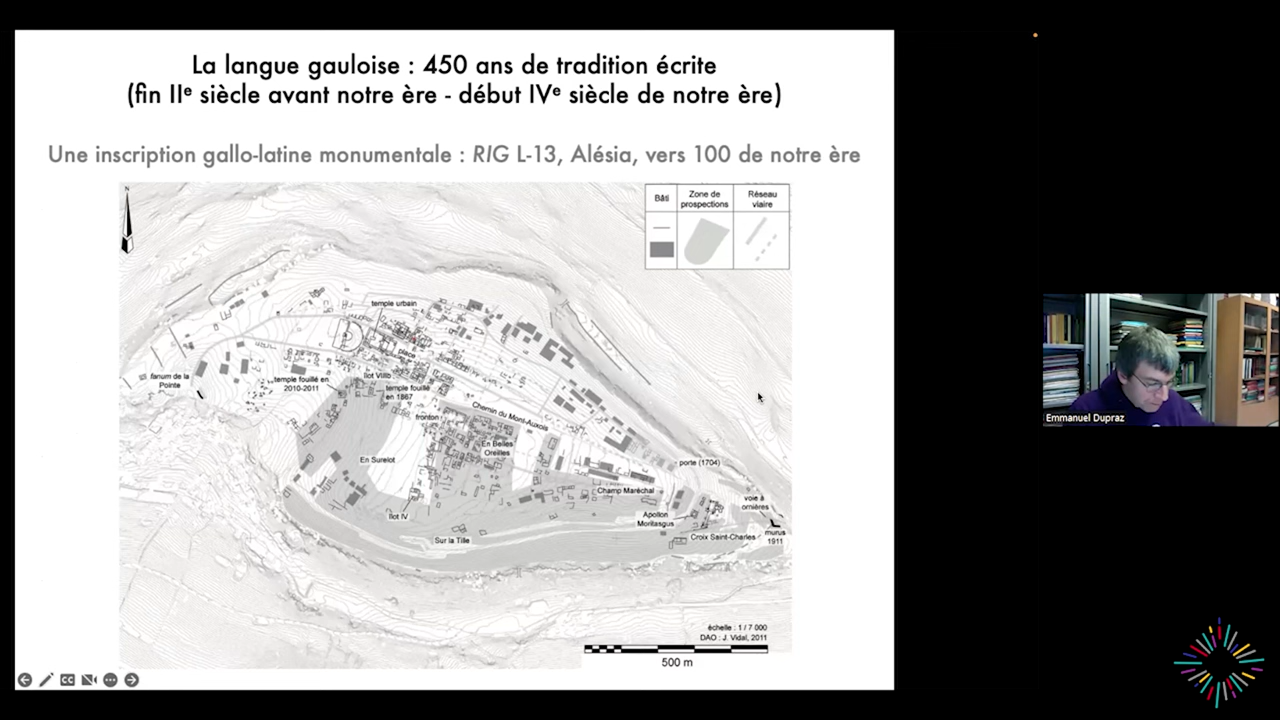 La langue gauloise : 450 ans de tradition écrite
(fin IIᵉ siècle avant notre ère - début IVᵉ siècle de notre ère)
Une inscription gallo-latine monumentale : RIG L-13, Alésia, vers 100 de notre ère
N
Bâti
Zone de prospections
Réseau viaire
temple urbain
place
fanum de la Pointe
temple fouillé en 2010-2011
temple fouillé en 1867
fronton
Chemin du Mont-Auxois
En Belles Oreilles
En Surelot
porte (1704)
Champ Maréchal
voie à ornières
Îlot IV
Apollon Moritasgus
Sur la Tille
Croix Saint-Charles
murus 1911
échelle : 1 / 7 000
DAO : J. Vidal, 2011
500 m
CC
Emmanuel Dupraz